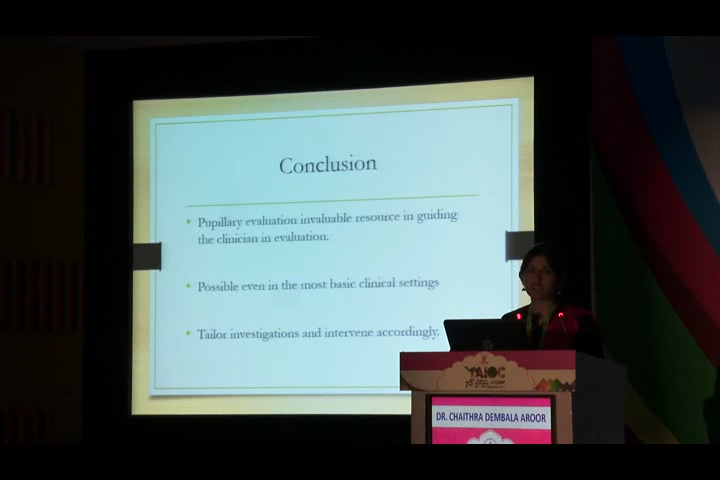 Conclusion
Pupillary evaluation invaluable resource in guiding
the clinician in evaluation.
Possible even in the most basic clinical settings
Tailor investigations and intervene accordingly.
AIOC
DR. CHAITHRA DEMBALA AROOR